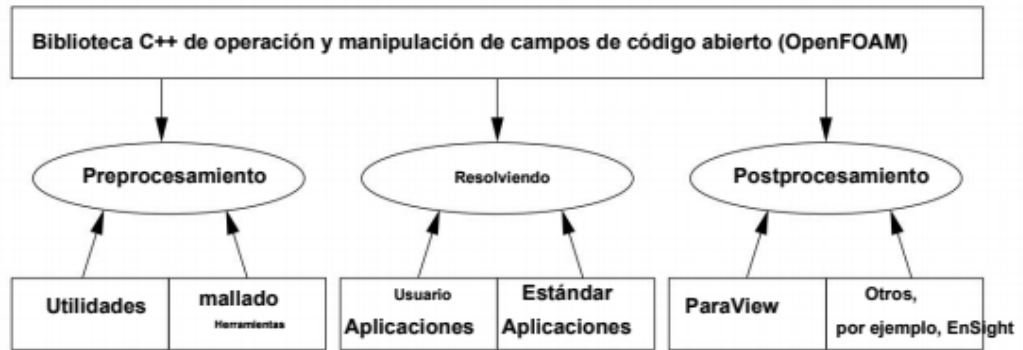 Biblioteca C++ de operación y manipulación de campos de código abierto (OpenFOAM)
Preprocesamiento
Resolviendo
Postprocesamiento
Utilidades
mallado
Herramientas
Usuario
Aplicaciones
Estándar
Aplicaciones
ParaView
Otros,
por ejemplo, EnSight